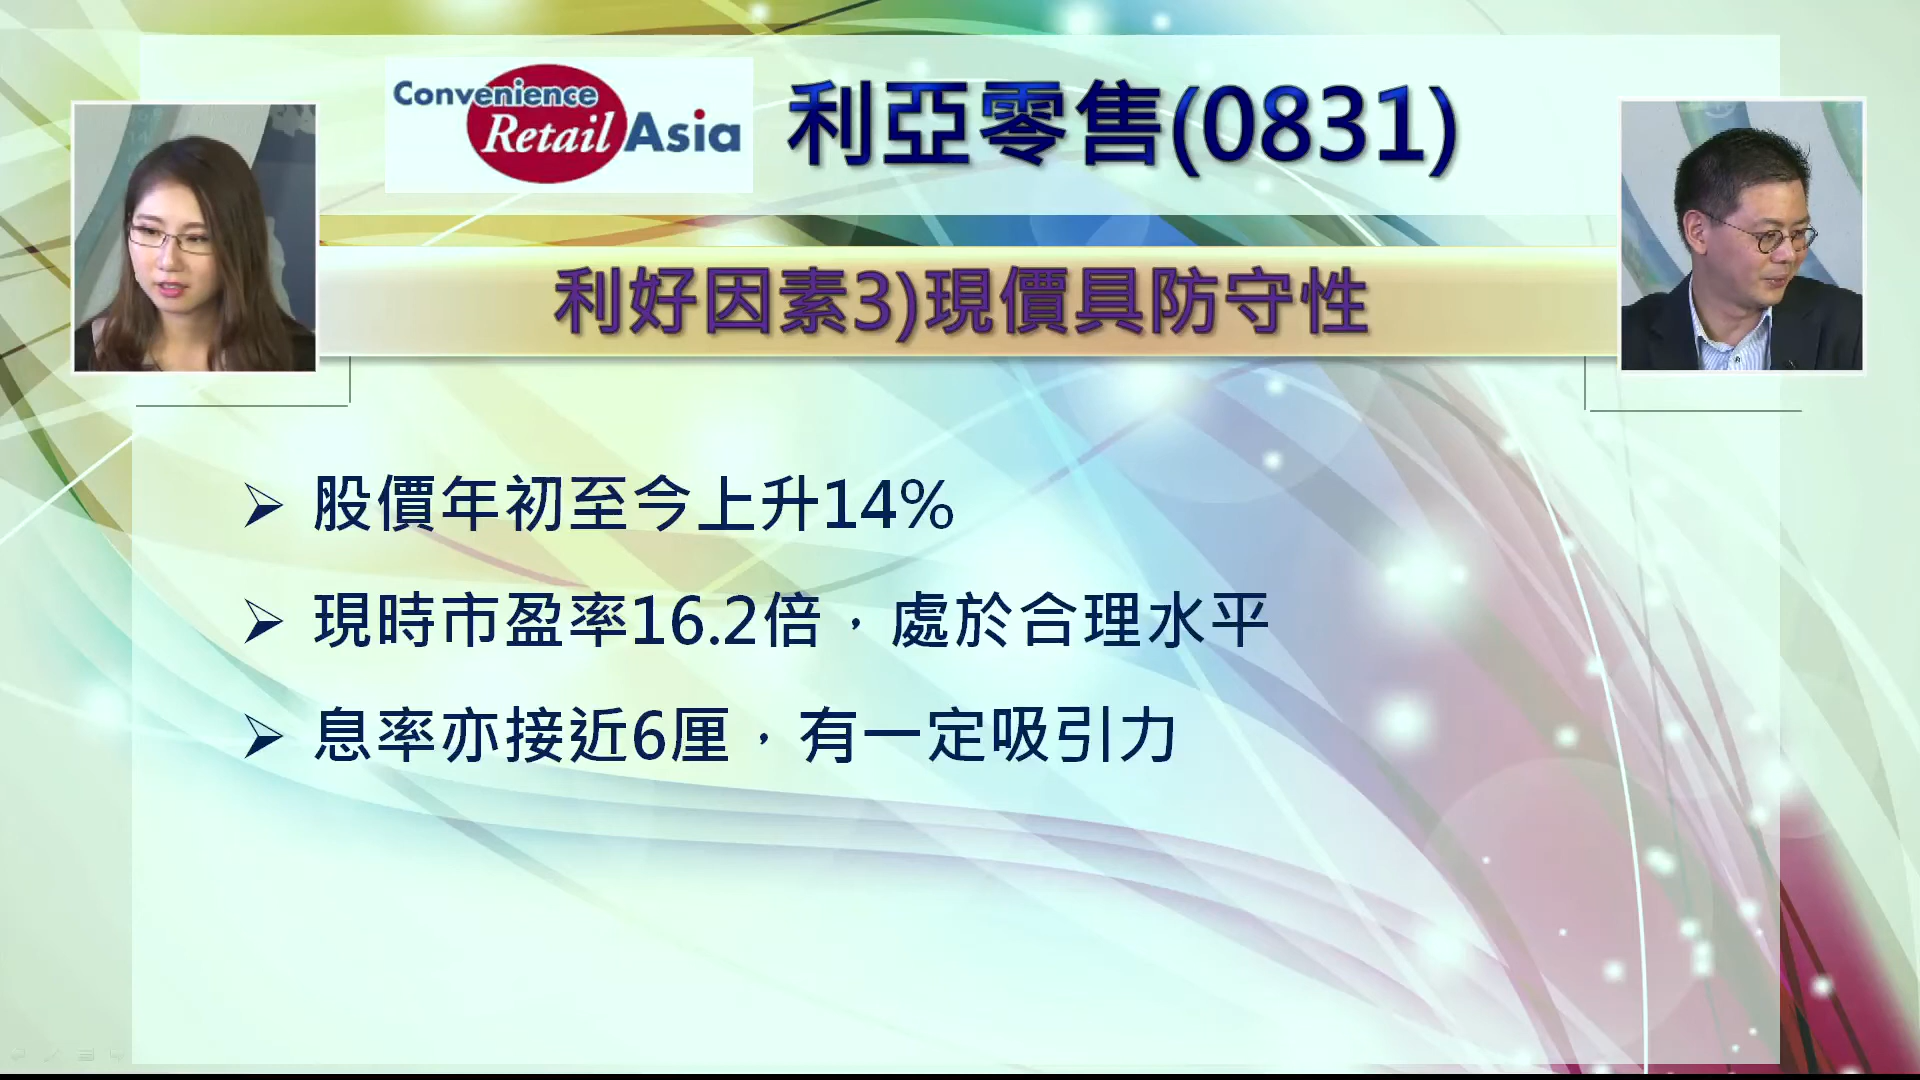 Convenience
Retail Asia
利亞零售(0831)
利好因素3)現價具防守性
股價年初至今上升14%
現時市盈率16.2倍，處於合理水平
息率亦接近6厘，有一定吸引力